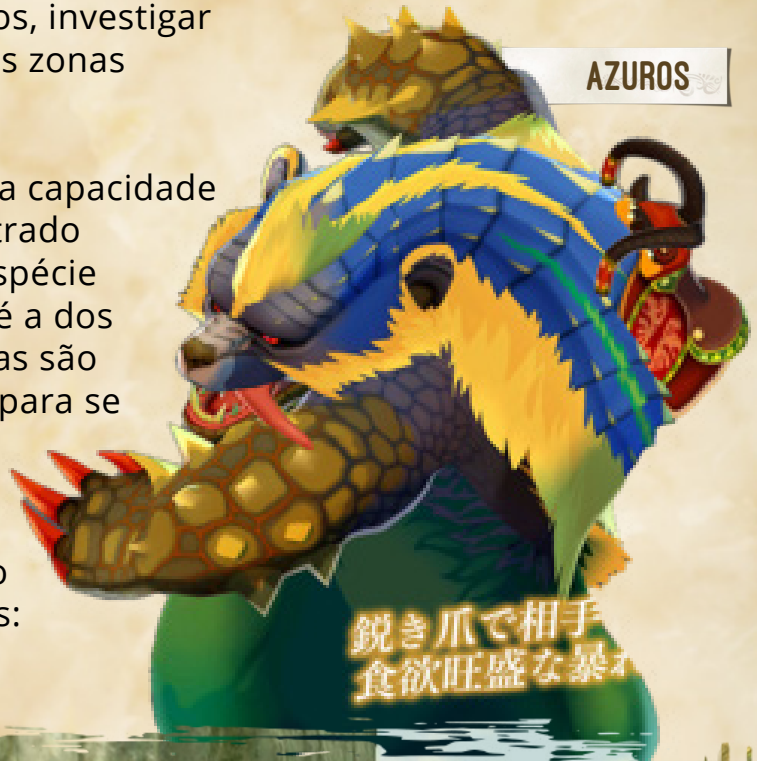 os, investigar
s zonas
AZUROS
a capacidade
trado
spécie
é a dos
as são
para se
o
s:
鋭き爪で相手
食欲旺盛な暴れ